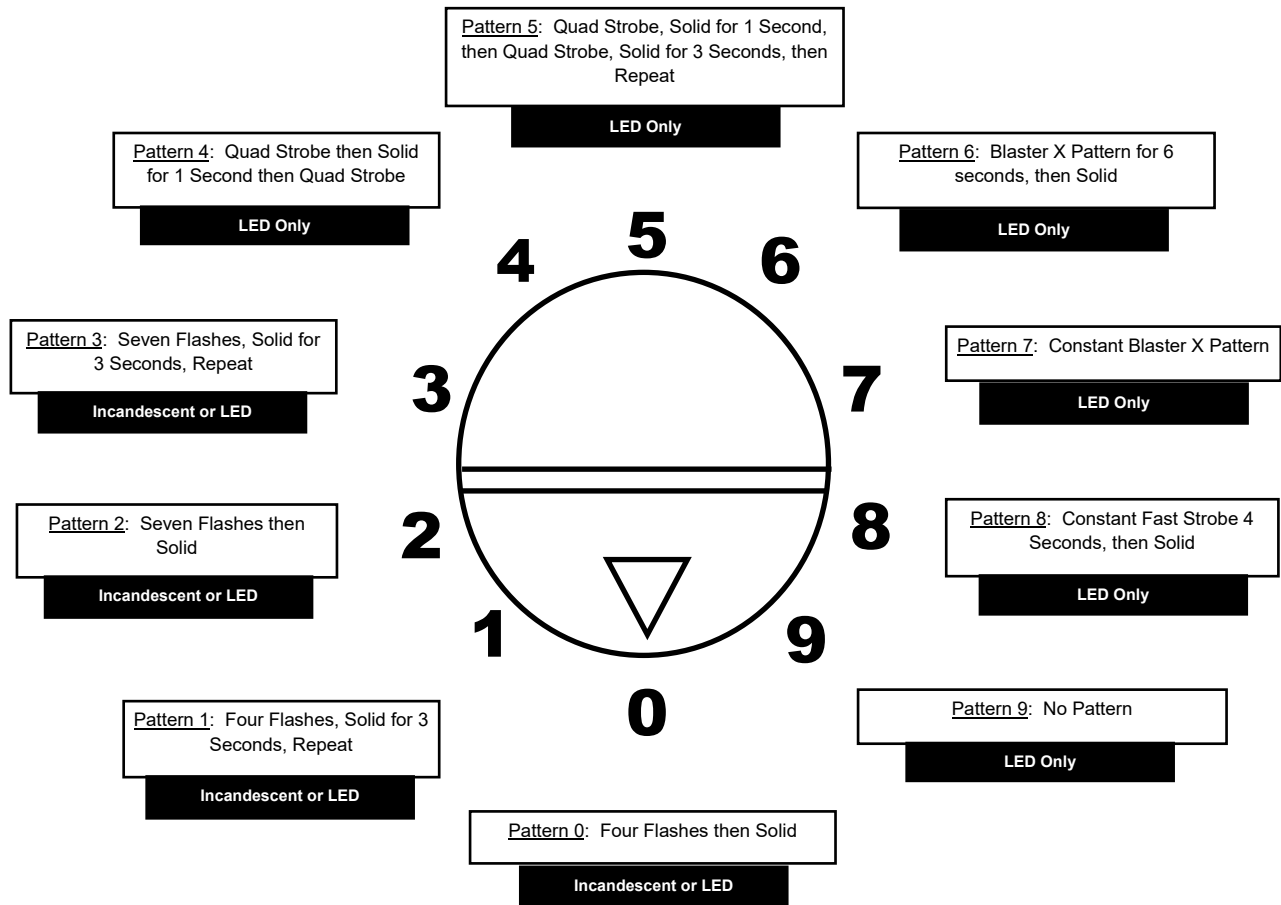 Pattern 5: Quad Strobe, Solid for 1 Second,
then Quad Strobe, Solid for 3 Seconds, then
Repeat
LED Only
Pattern 4: Quad Strobe then Solid
for 1 Second then Quad Strobe
LED Only
Pattern 6: Blaster X Pattern for 6
seconds, then Solid
LED Only
5
4
6
Pattern 3: Seven Flashes, Solid for
3 Seconds, Repeat
Incandescent or LED
3
7
Pattern 7: Constant Blaster X Pattern
LED Only
Pattern 2: Seven Flashes then
Solid
Incandescent or LED
2
8
Pattern 8: Constant Fast Strobe 4
Seconds, then Solid
LED Only
1
9
0
Pattern 1: Four Flashes, Solid for 3
Seconds, Repeat
Incandescent or LED
Pattern 9: No Pattern
LED Only
Pattern 0: Four Flashes then Solid
Incandescent or LED